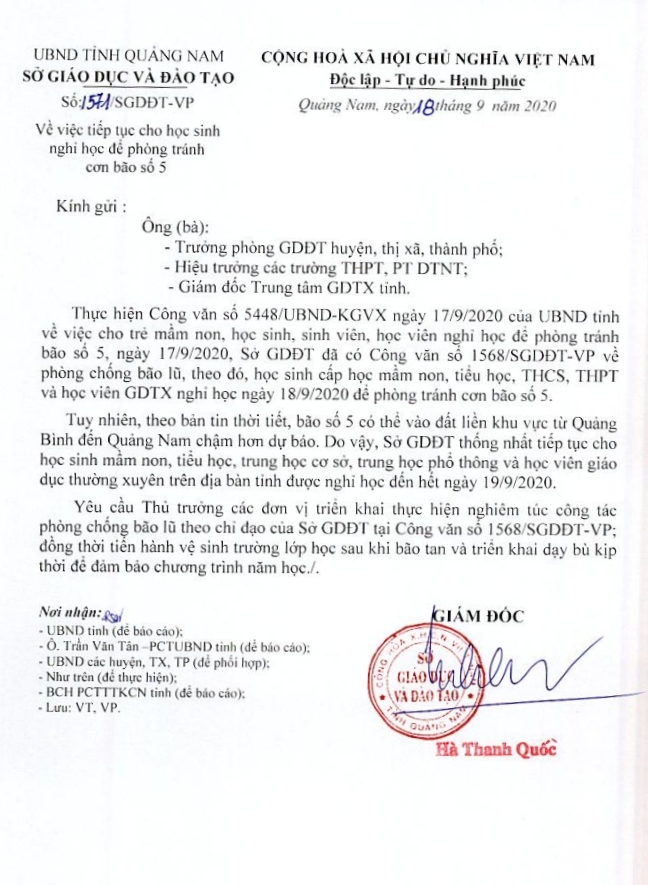 UBND TỈNH QUẢNG NAM
SỞ GIÁO DỤC VÀ ĐÀO TẠO
Số:1571/SGDĐT-VP
Về việc tiếp tục cho học sinh
nghỉ học để phòng tránh
cơn bão số 5
CỘNG HOÀ XÃ HỘI CHỦ NGHĨA VIỆT NAM
Độc lập - Tự do - Hạnh phúc
Quảng Nam, ngày 18 tháng 9 năm 2020
Kính gửi :
Ông (bà):
- Trưởng phòng GDĐT huyện, thị xã, thành phố;
- Hiệu trưởng các trường THPT, PT DTNT;
- Giám đốc Trung tâm GDTX tỉnh.
Thực hiện Công văn số 5448/UBND-KGVX ngày 17/9/2020 của UBND tỉnh
về việc cho trẻ mầm non, học sinh, sinh viên, học viên nghỉ học để phòng tránh
bão số 5, ngày 17/9/2020, Sở GDĐT đã có Công văn số 1568/SGDĐT-VP về
phòng chống bão lũ, theo đó, học sinh cấp học mầm non, tiểu học, THCS, THPT
và học viên GDTX nghỉ học ngày 18/9/2020 để phòng tránh cơn bão số 5.
Tuy nhiên, theo bản tin thời tiết, bão số 5 có thể vào đất liền khu vực từ Quảng
Bình đến Quảng Nam chậm hơn dự báo. Do vậy, Sở GDĐT thống nhất tiếp tục cho
học sinh mầm non, tiểu học, trung học cơ sở, trung học phổ thông và học viên giáo
dục thường xuyên trên địa bàn tỉnh được nghỉ học đến hết ngày 19/9/2020.
Yêu cầu Thủ trưởng các đơn vị triển khai thực hiện nghiêm túc công tác
phòng chống bão lũ theo chỉ đạo của Sở GDĐT tại Công văn số 1568/SGDĐT-VP;
đồng thời tiến hành vệ sinh trường lớp học sau khi bão tan và triển khai dạy bù kịp
thời để đảm bảo chương trình năm học./.
Nơi nhận:
- UBND tỉnh (để báo cáo);
- Ô. Trần Văn Tân –PCTUBND tỉnh (để báo cáo);
- UBND các huyện, TX, TP (để phối hợp);
- Như trên (để thực hiện);
- BCH PCTTTKCN tỉnh (để báo cáo);
- Lưu: VT, VP.
GIÁM ĐỐC
CỘNG HÒA X.H.C.N VN
SỞ
GIÁO DỤC
VÀ ĐÀO TẠO
TỈNH QUẢNG NAM
Hà Thanh Quốc